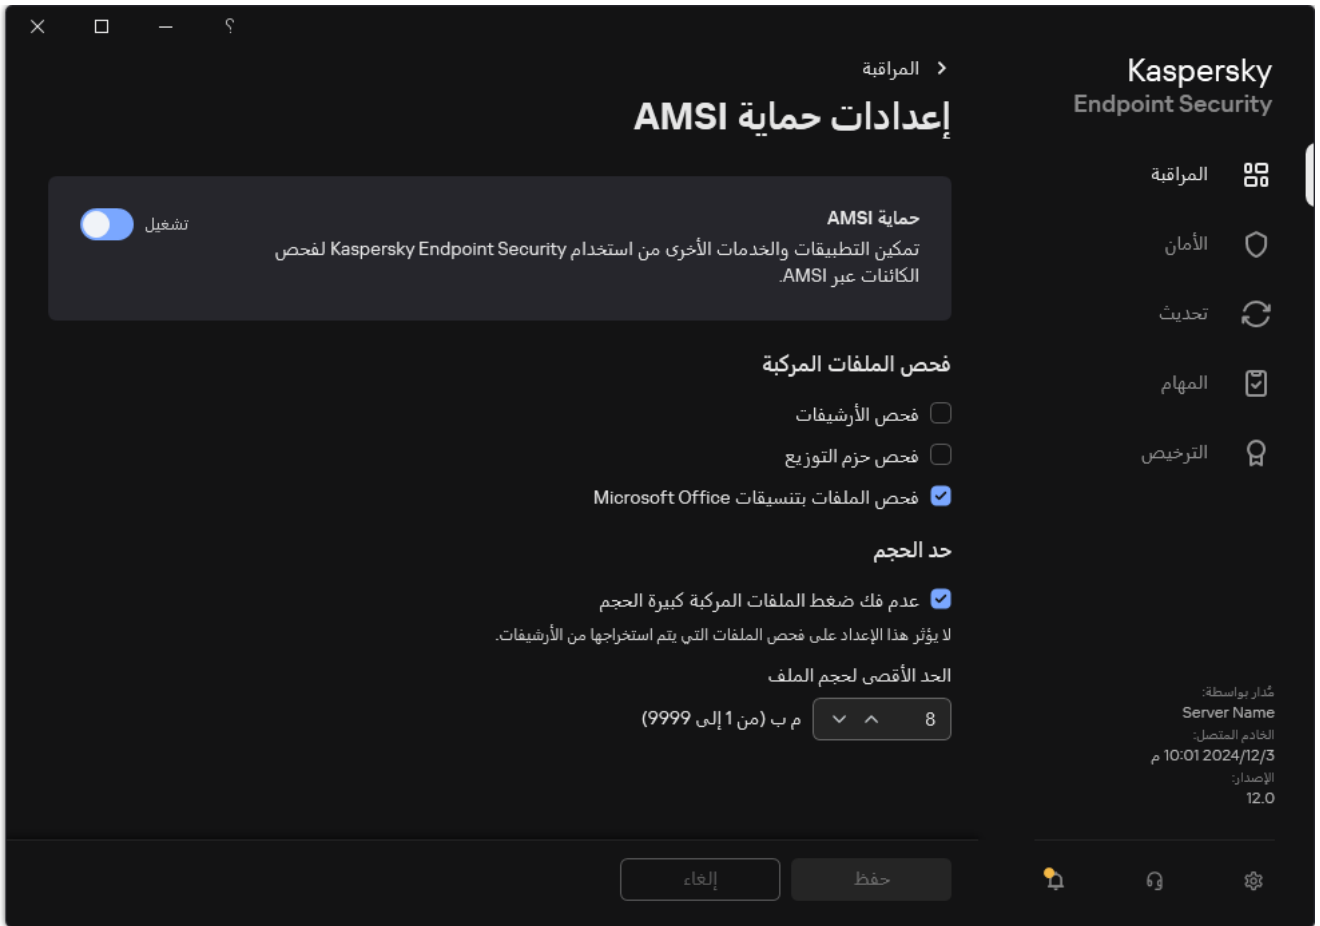 ؟
Kaspersky
Endpoint Security
المراقبة
الأمان
تحديث
المهام
الترخيص
مُدار بواسطة:
Server Name
الخادم المتصل:
2024/12/3 10:01 م
الإصدار:
12.0
المراقبة
إعدادات حماية AMSI
حماية AMSI
تمكين التطبيقات والخدمات الأخرى من استخدام Kaspersky Endpoint Security لفحص
الكائنات عبر AMSI.
تشغيل
فحص الملفات المركبة
فحص الأرشيفات
فحص حزم التوزيع
فحص الملفات بتنسيقات Microsoft Office
حد الحجم
عدم فك ضغط الملفات المركبة كبيرة الحجم
لا يؤثر هذا الإعداد على فحص الملفات التي يتم استخراجها من الأرشيفات.
الحد الأقصى لحجم الملف
8 م ب (من 1 إلى 9999)
حفظ
إلغاء